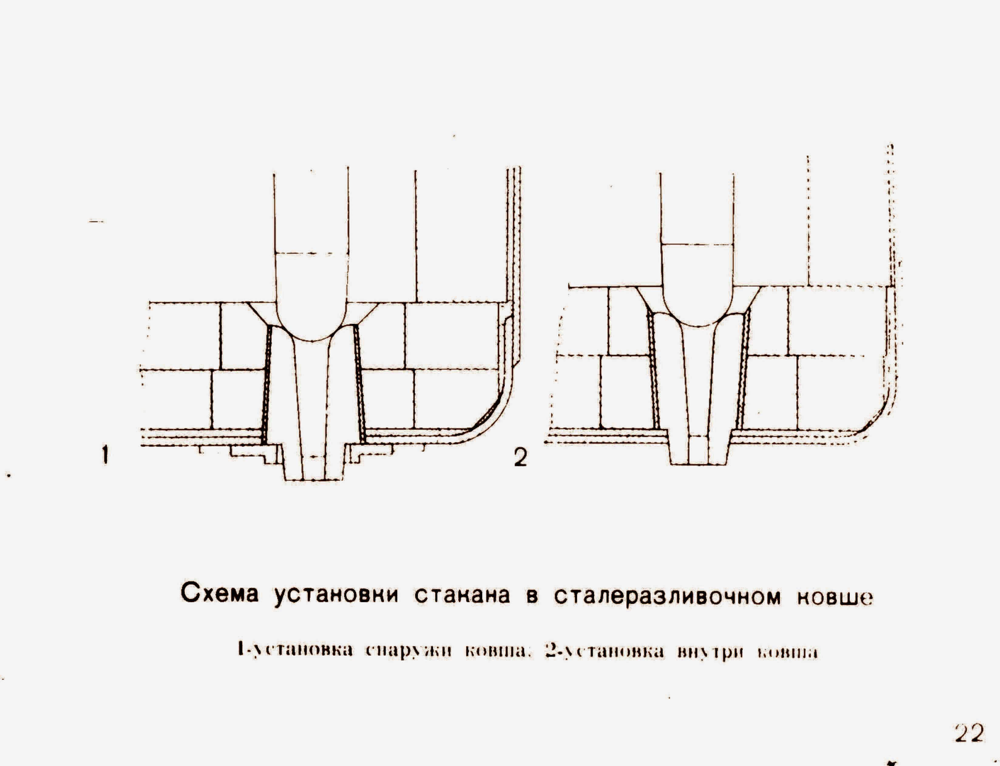 1
2
Схема установки стакана в сталеразливочном ковше
1-установка снаружи ковша. 2-установка внутри ковша
22